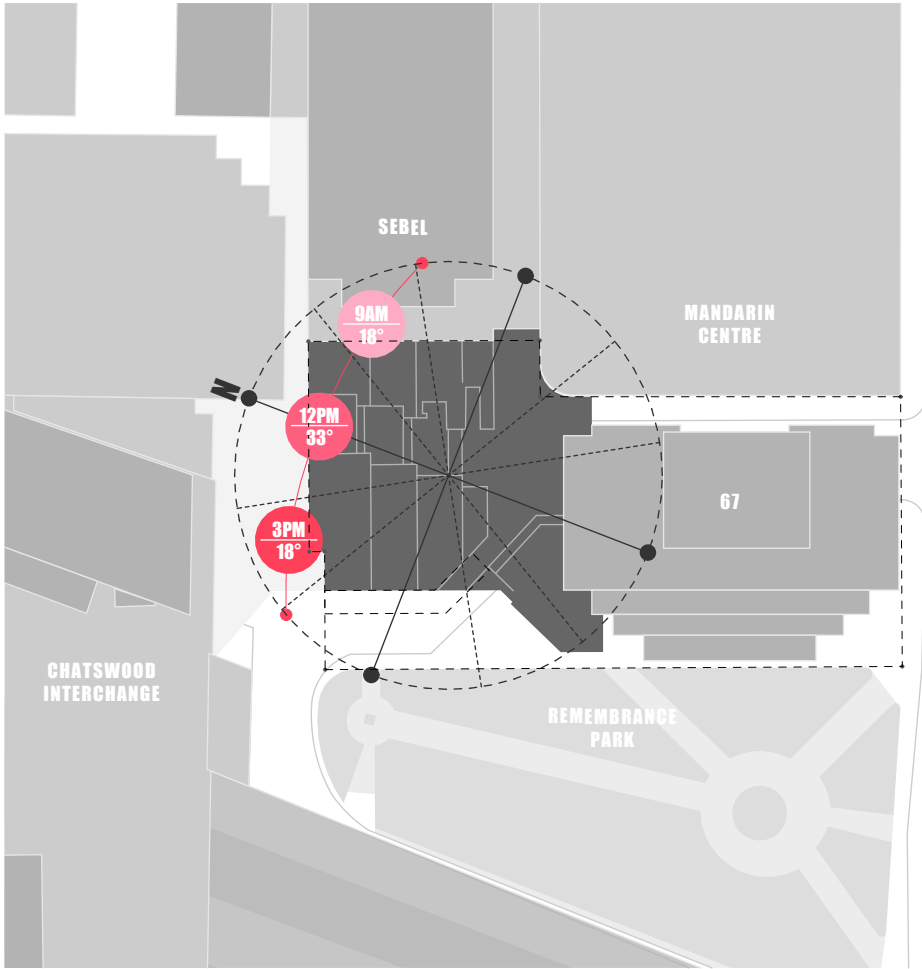 SEBEL
9AM
18°
MANDARIN
CENTRE
N
12PM
33°
67
3PM
18°
CHATSWOOD
INTERCHANGE
REMEMBRANCE
PARK